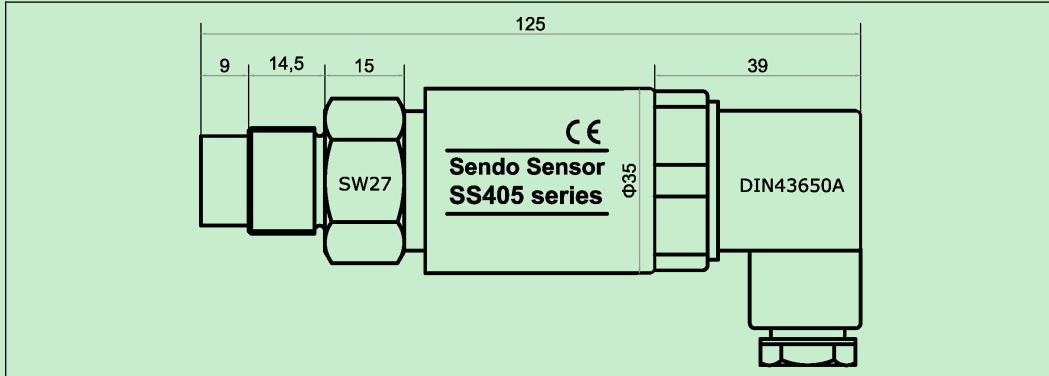 125
9
14,5
15
39
CE
Sendo Sensor
SS405 series
SW27
Φ35
DIN43650A